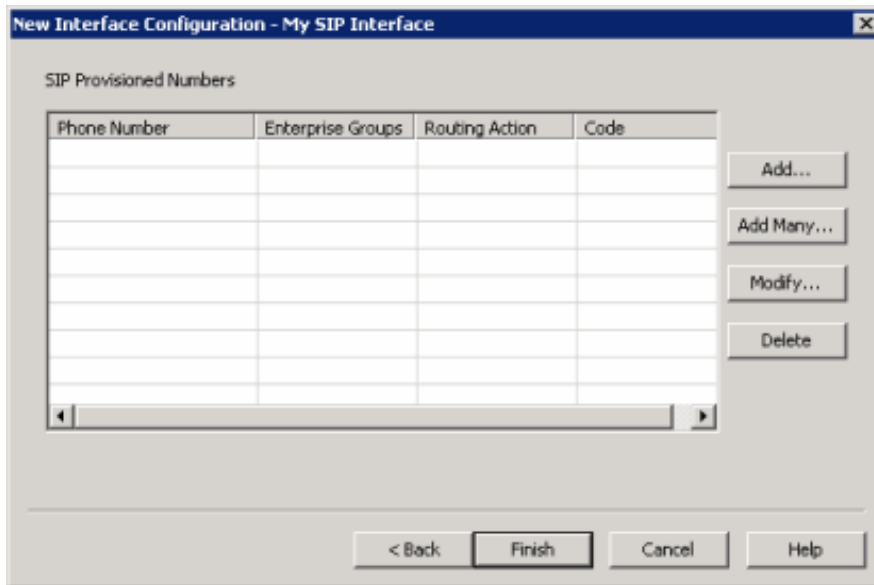 New Interface Configuration - My SIP Interface
SIP Provisioned Numbers
Phone Number Enterprise Groups Routing Action Code
Add...
Add Many...
Modify...
Delete
< Back Finish Cancel Help